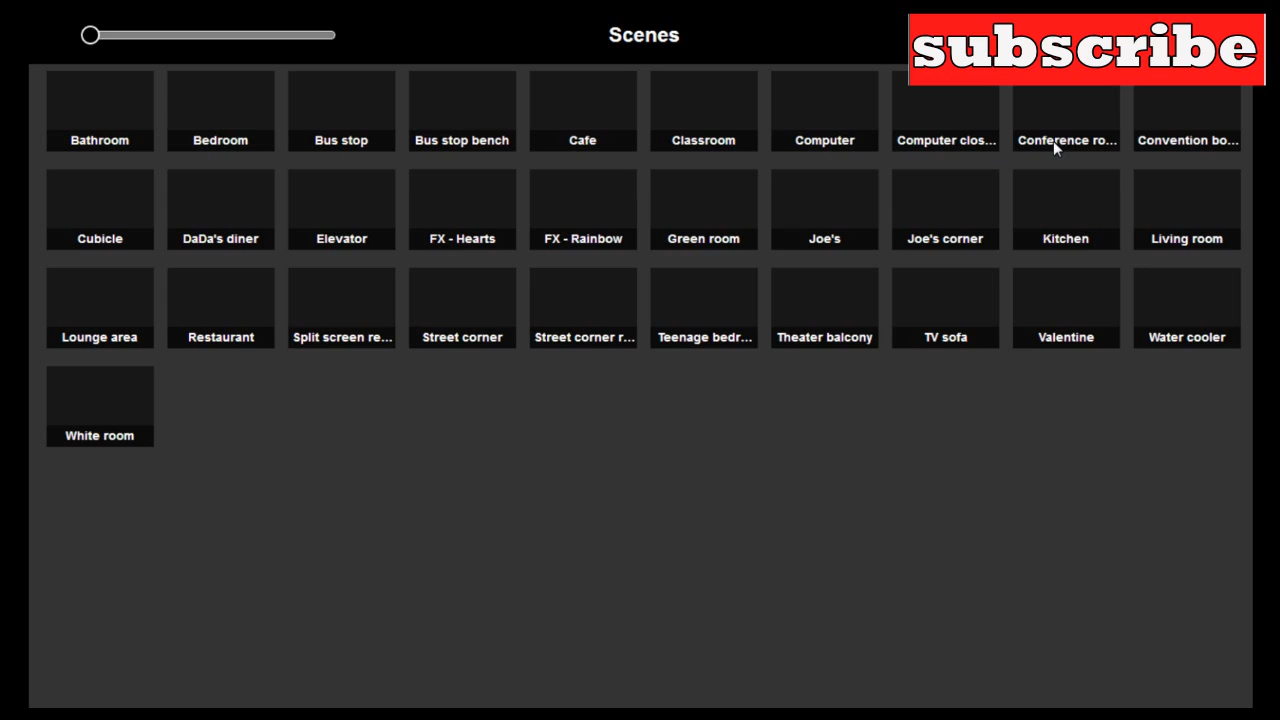 Scenes
subscribe
Bathroom
Bedroom
Bus stop
Bus stop bench
Cafe
Classroom
Computer
Computer clos...
Conference ro...
Convention bo...
Cubicle
DaDa's diner
Elevator
FX - Hearts
FX - Rainbow
Green room
Joe's
Joe's corner
Kitchen
Living room
Lounge area
Restaurant
Split screen re...
Street corner
Street corner r...
Teenage bedr...
Theater balcony
TV sofa
Valentine
Water cooler
White room